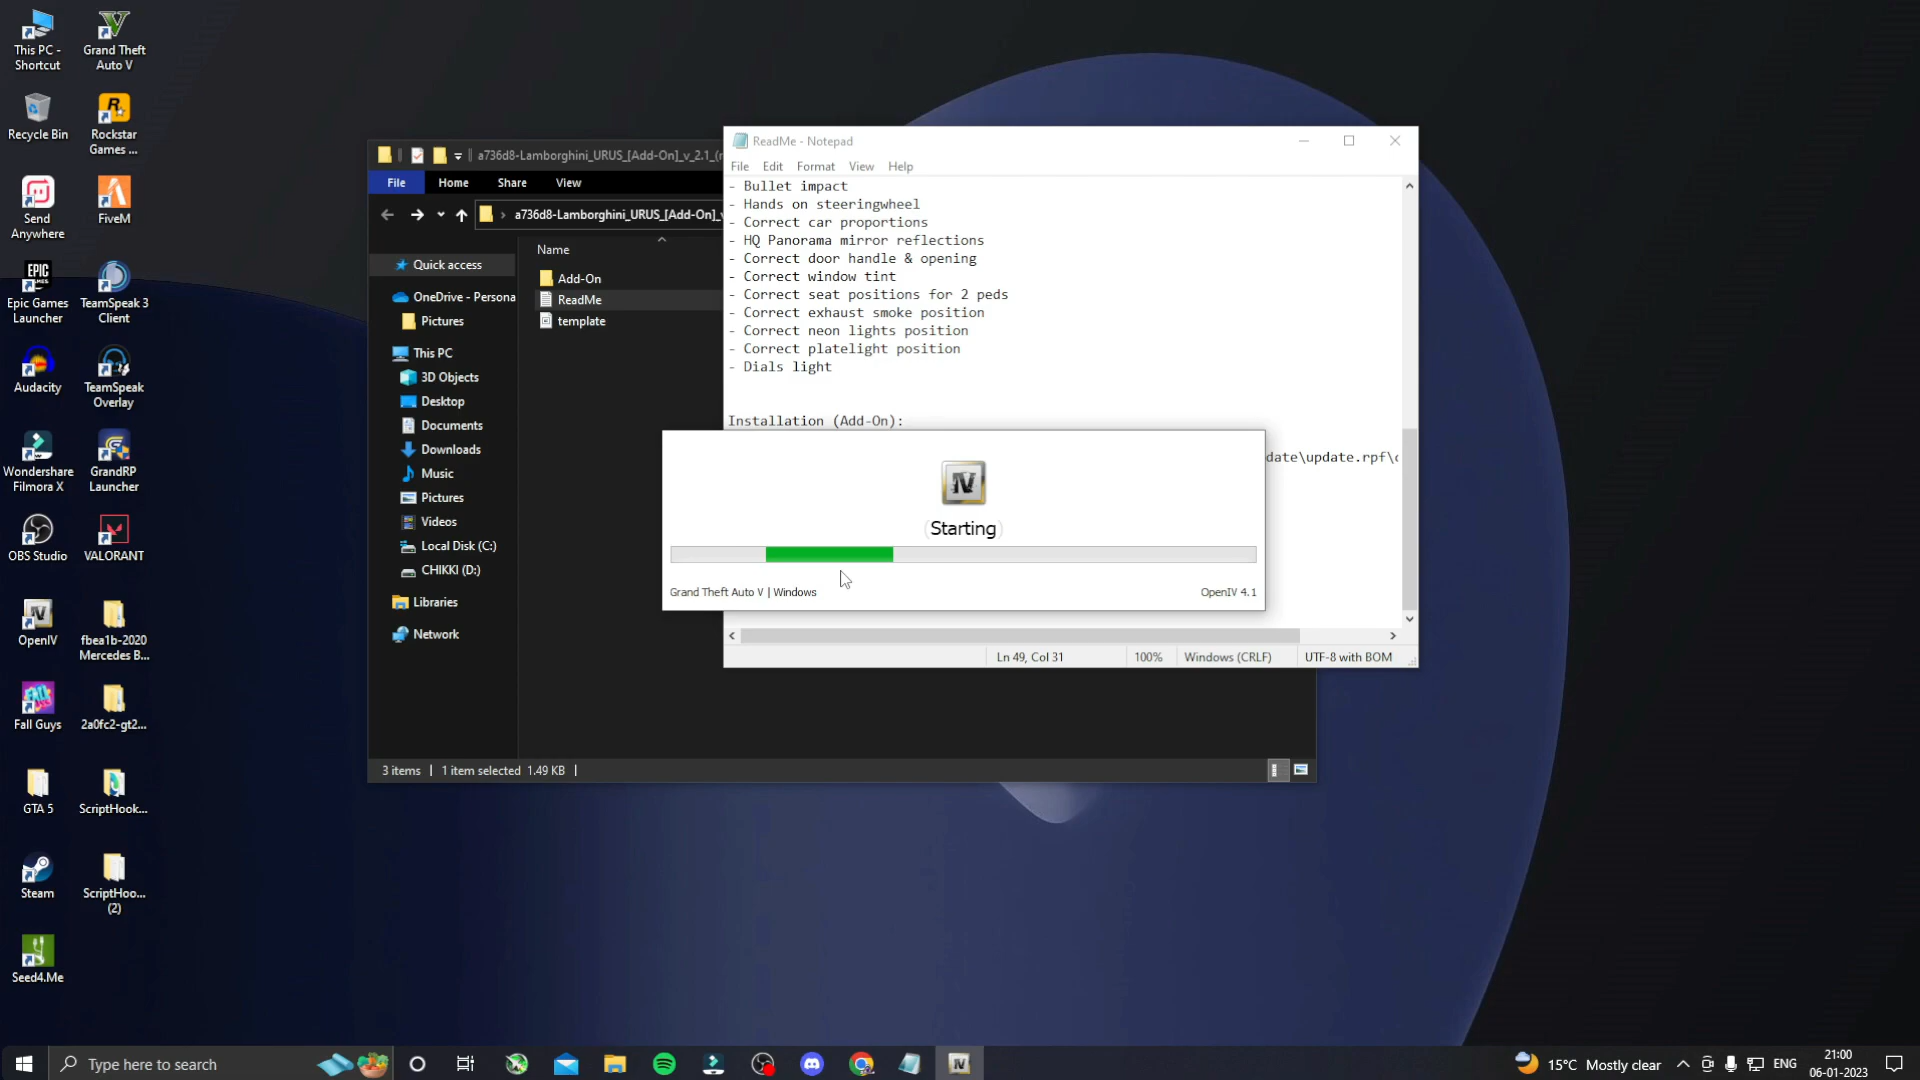 This PC -
Shortcut
Grand Theft
Auto V
Recycle Bin
Rockstar
Games ...
Send
Anywhere
FiveM
EPIC
GAMES
Epic Games
Launcher
TeamSpeak 3
Client
Audacity
TeamSpeak
Overlay
Wondershare
Filmora X
GrandRP
Launcher
OBS Studio
VALORANT
OpenIV
fbea1b-2020
Mercedes B...
Fall Guys
2a0fc2-gt2...
GTA 5
ScriptHook...
Steam
ScriptHoo...
(2)
Seed4.Me
a736d8-Lamborghini_URUS_[Add-On]_v_2.1_(r
File
Home
Share
View
a736d8-Lamborghini_URUS_[Add-On]_v
Name
Quick access
OneDrive - Persona
Pictures
This PC
3D Objects
Desktop
Documents
Downloads
Music
Pictures
Videos
Local Disk (C:)
CHIKKI (D:)
Libraries
Network
Add-On
ReadMe
template
3 items
1 item selected 1.49 KB
ReadMe - Notepad
File
Edit
Format
View
Help
- Bullet impact
- Hands on steeringwheel
- Correct car proportions
- HQ Panorama mirror reflections
- Correct door handle & opening
- Correct window tint
- Correct seat positions for 2 peds
- Correct exhaust smoke position
- Correct neon lights position
- Correct platelight position
- Dials light
Installation (Add-On):
date\update.rpf\c
IV
Starting
Grand Theft Auto V | Windows
OpenIV 4.1
Ln 49, Col 31
100%
Windows (CRLF)
UTF-8 with BOM
Type here to search
15°C Mostly clear
ENG
21:00
06-01-2023